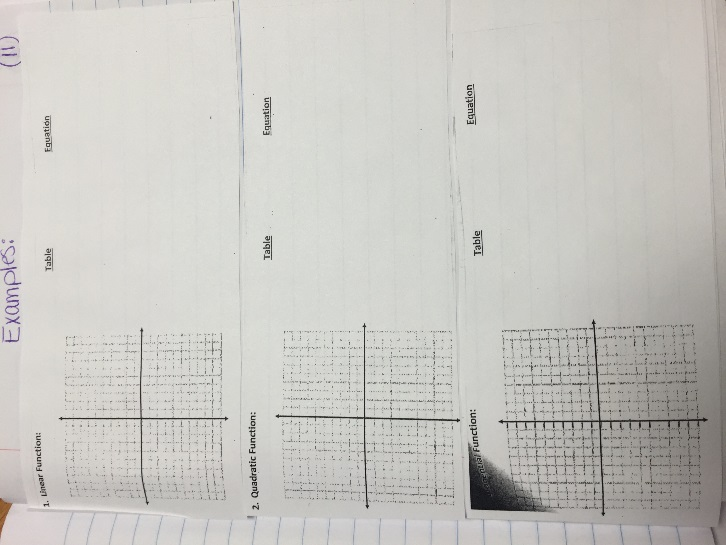 Examples: (11)
1. Linear Function:
Table
Equation
2. Quadratic Function:
Table
Equation
Function:
Table
Equation